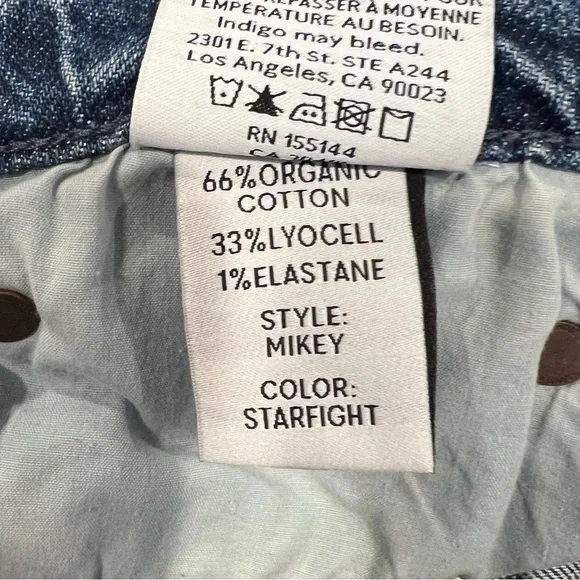 REPASSER À MOYENNE
TEMPÉRATURE AU BESOIN.
Indigo may bleed.
2301 E. 7th St. STE A244
Los Angeles, CA 90023
RN 155144
66%ORGANIC
COTTON
33%LYOCELL
1%ELASTANE
STYLE:
MIKEY
COLOR:
STARFIGHT